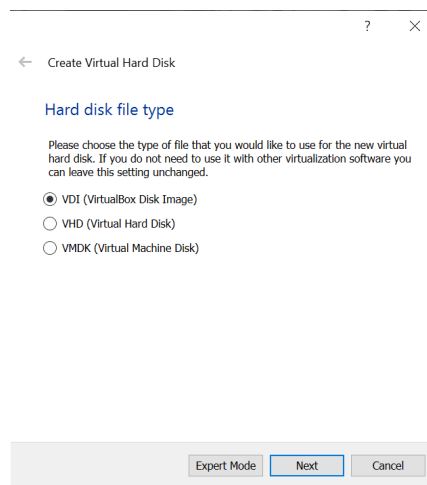 ?
Create Virtual Hard Disk
Hard disk file type
Please choose the type of file that you would like to use for the new virtual
hard disk. If you do not need to use it with other virtualization software you
can leave this setting unchanged.
VDI (VirtualBox Disk Image)
VHD (Virtual Hard Disk)
VMDK (Virtual Machine Disk)
Expert Mode Next Cancel